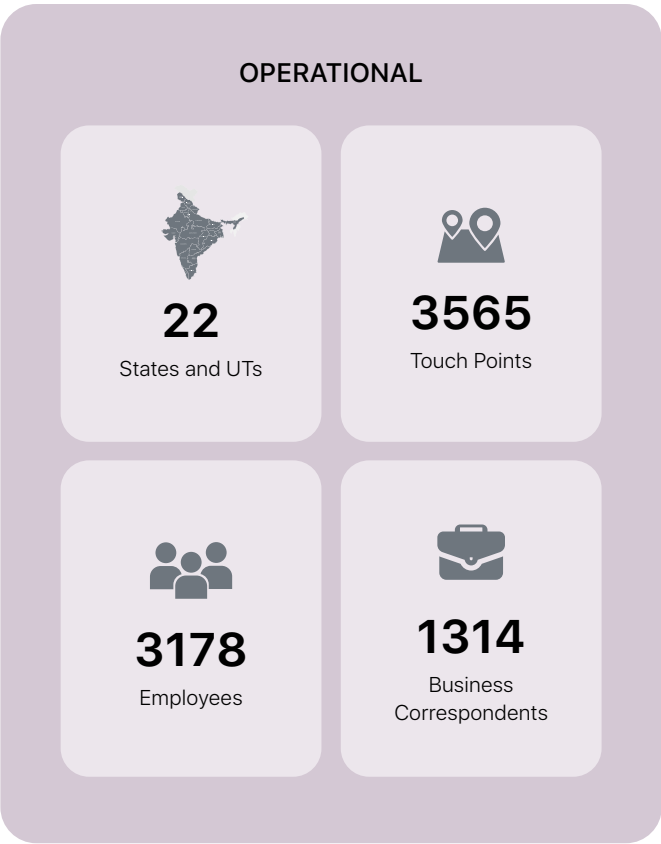 OPERATIONAL
22
States and UTs
3565
Touch Points
3178
Employees
1314
Business
Correspondents